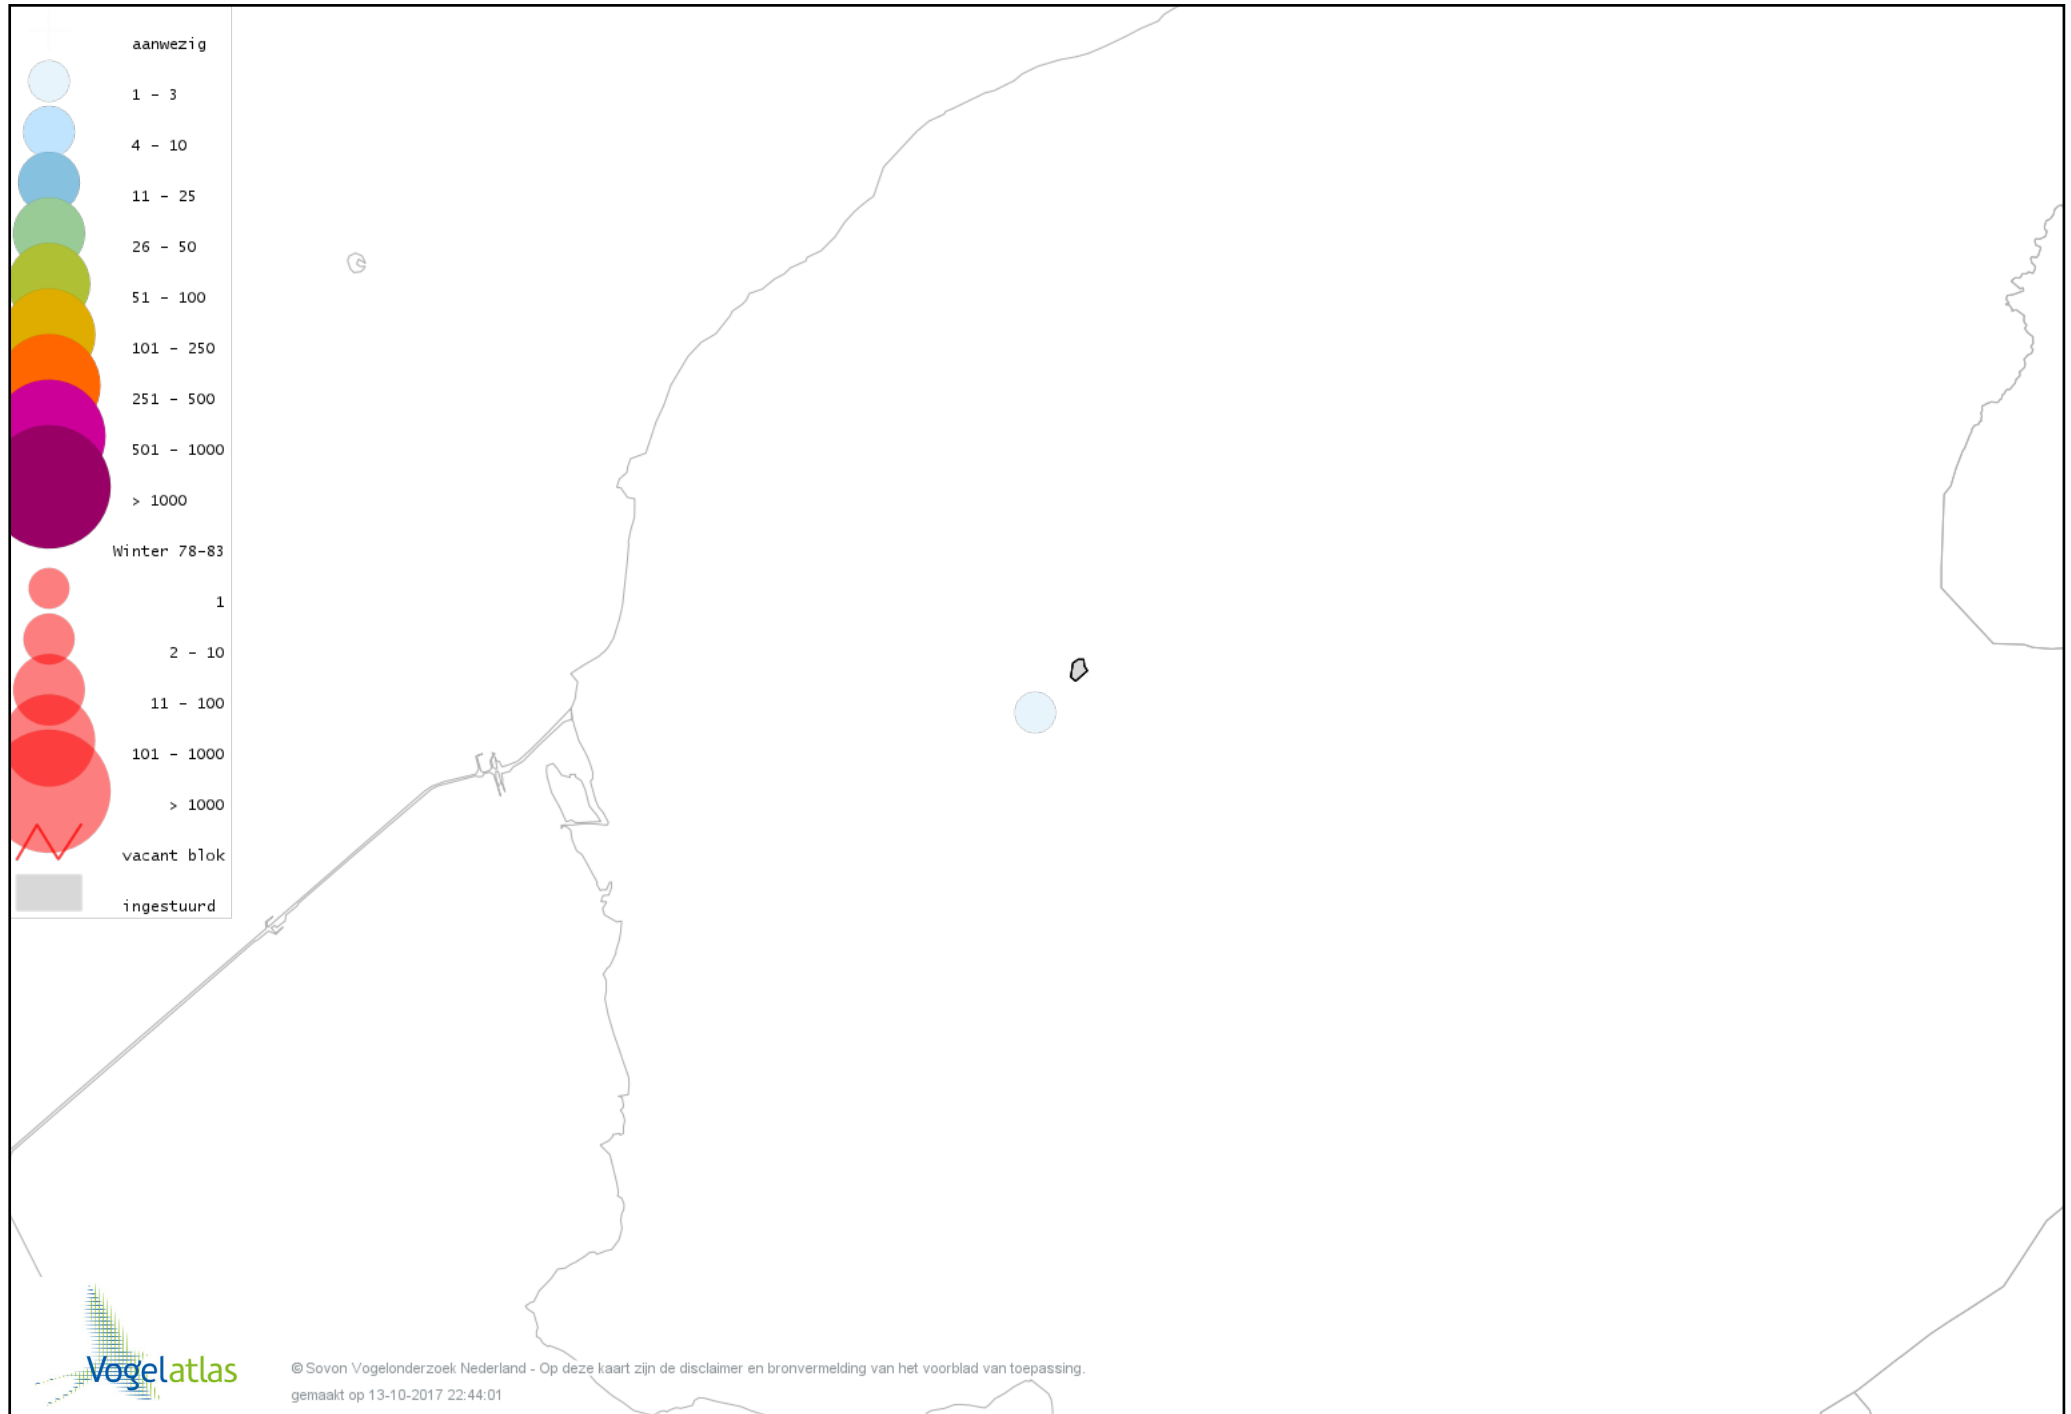 aanwezig
1 - 3
4 - 10
11 - 25
26 - 50
51 - 100
101 - 250
251 - 500
501 - 1000
> 1000
Winter 78-83
1
2 - 10
11 - 100
101 - 1000
> 1000
vacant blok
ingestuurd
Vogelatlas
© Sovon Vogelonderzoek Nederland - Op deze kaart zijn de disclaimer en bronvermelding van het voorblad van toepassing.
gemaakt op 13-10-2017 22:44:01